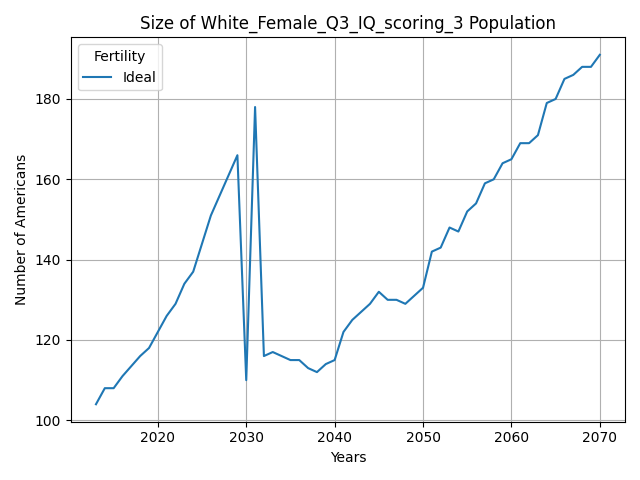 Size of White_Female_Q3_IQ_scoring_3 Population
Fertility
Ideal
Number of Americans
180
160
140
120
100
2020 2030 2040 2050 2060 2070
Years